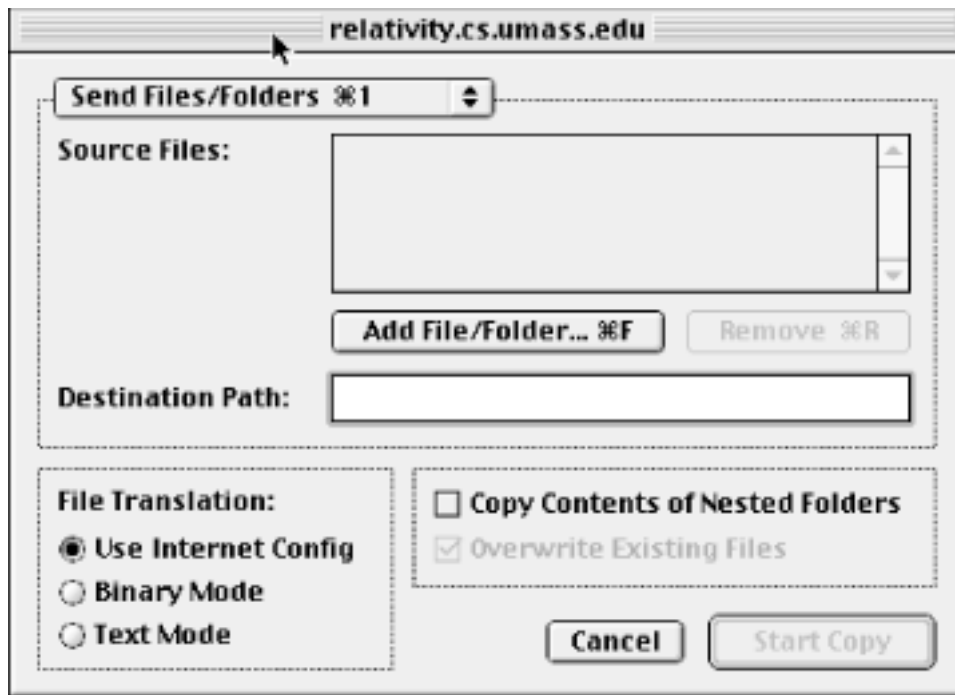 relativity.cs.umass.edu
Send Files/Folders ⌘1
Source Files:
Add File/Folder... ⌘F
Remove ⌘R
Destination Path:
File Translation:
Use Internet Config
Binary Mode
Text Mode
Copy Contents of Nested Folders
Overwrite Existing Files
Cancel
Start Copy